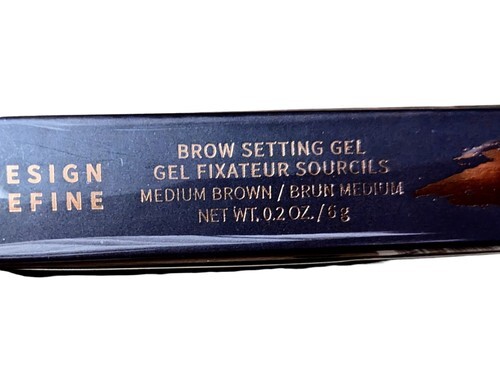 ESIGN
EFINE
BROW SETTING GEL
GEL FIXATEUR SOURCILS
MEDIUM BROWN / BRUN MEDIUM
NET WT. 0.2 OZ. / 6 g